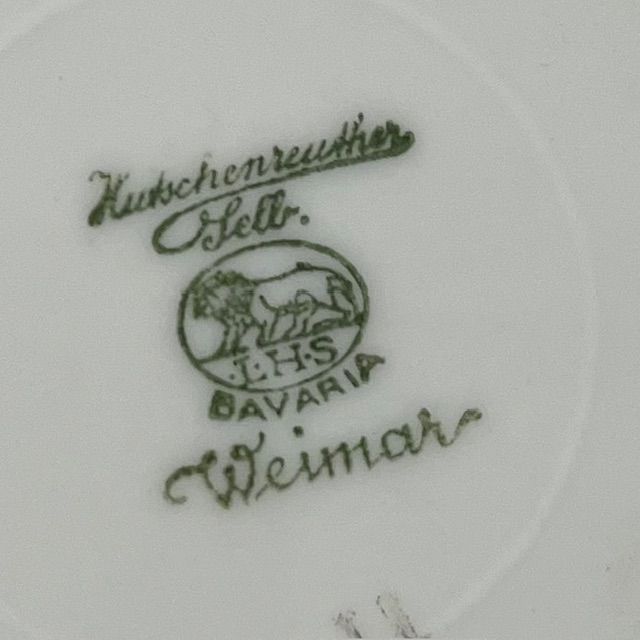 Hutschenreuther
Selb.
L.H.S
BAVARIA
Weimar